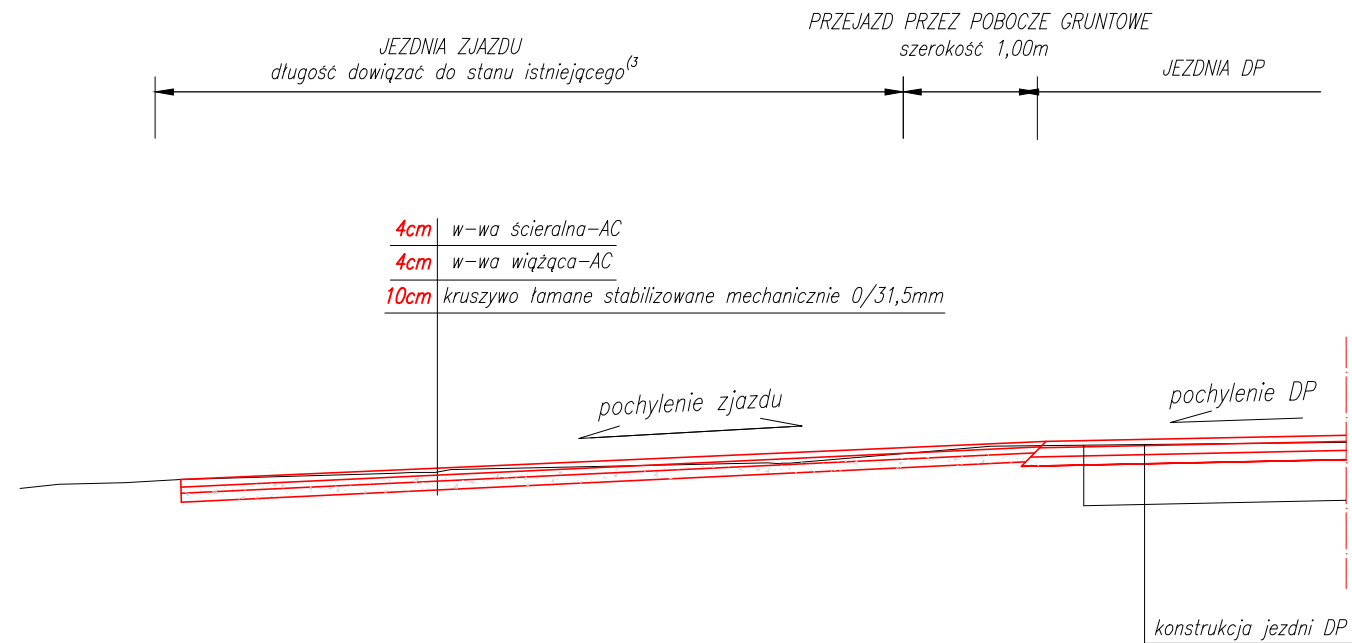 PRZEJAZD PRZEZ POBOCZE GRUNTOWE
szerokość 1,00m
JEZDNIA ZJAZDU
długość dowiązać do stanu istniejącego(3
JEZDNIA DP
4cm w-wa ścieralna-AC
4cm w-wa wiążąca-AC
10cm kruszywo łamane stabilizowane mechanicznie 0/31,5mm
pochylenie zjazdu
pochylenie DP
konstrukcja jezdni DP